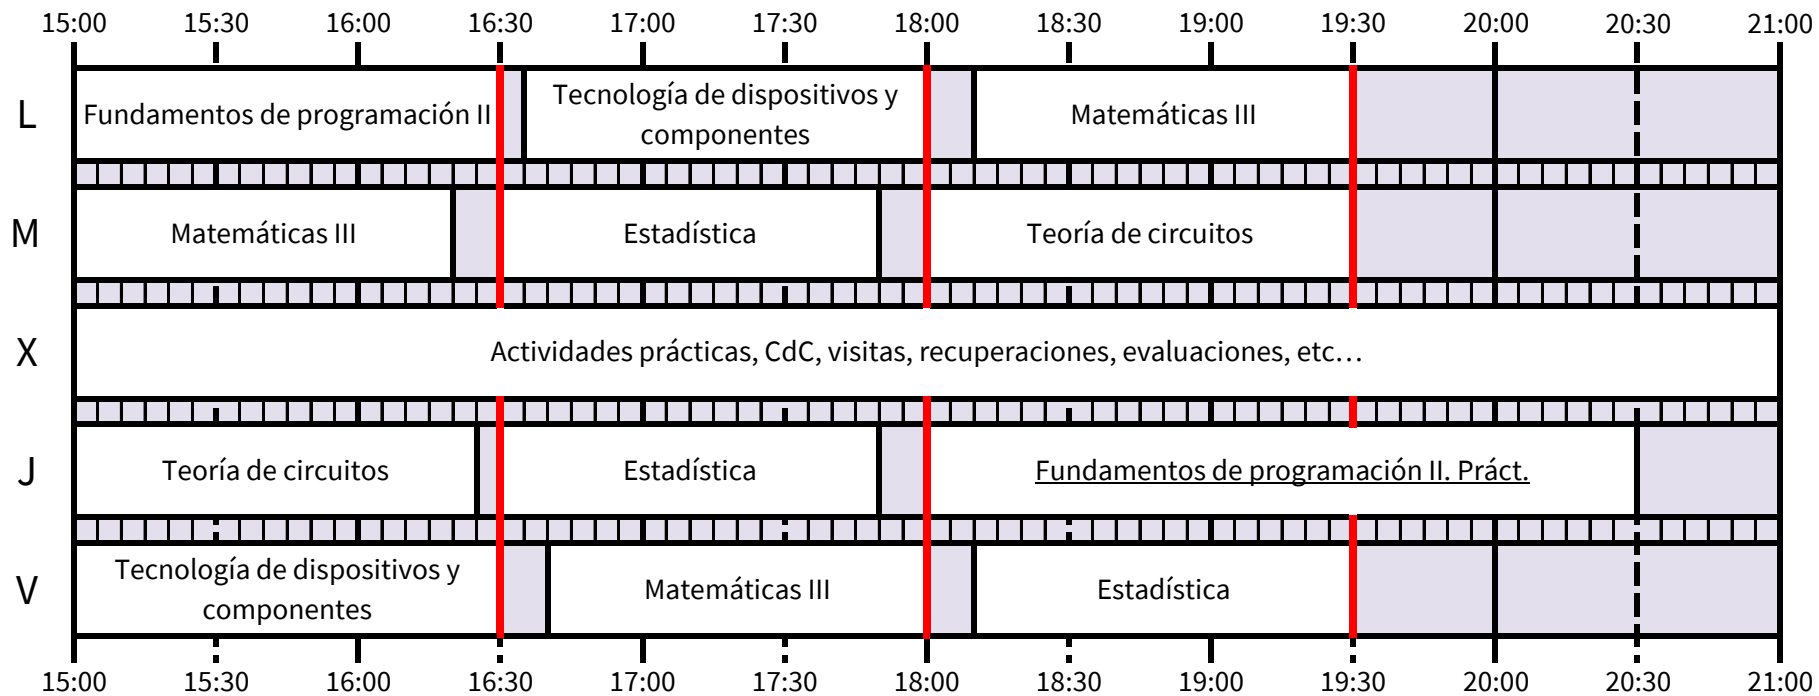 15:00 15:30 16:00 16:30 17:00 17:30 18:00 18:30 19:00 19:30 20:00 20:30 21:00
L
Fundamentos de programación II
Tecnología de dispositivos y
componentes
Matemáticas III
M
Matemáticas III
Estadística
Teoría de circuitos
X
Actividades prácticas, CdC, visitas, recuperaciones, evaluaciones, etc…
J
Teoría de circuitos
Estadística
Fundamentos de programación II. Práct.
V
Tecnología de dispositivos y
componentes
Matemáticas III
Estadística
15:00 15:30 16:00 16:30 17:00 17:30 18:00 18:30 19:00 19:30 20:00 20:30 21:00